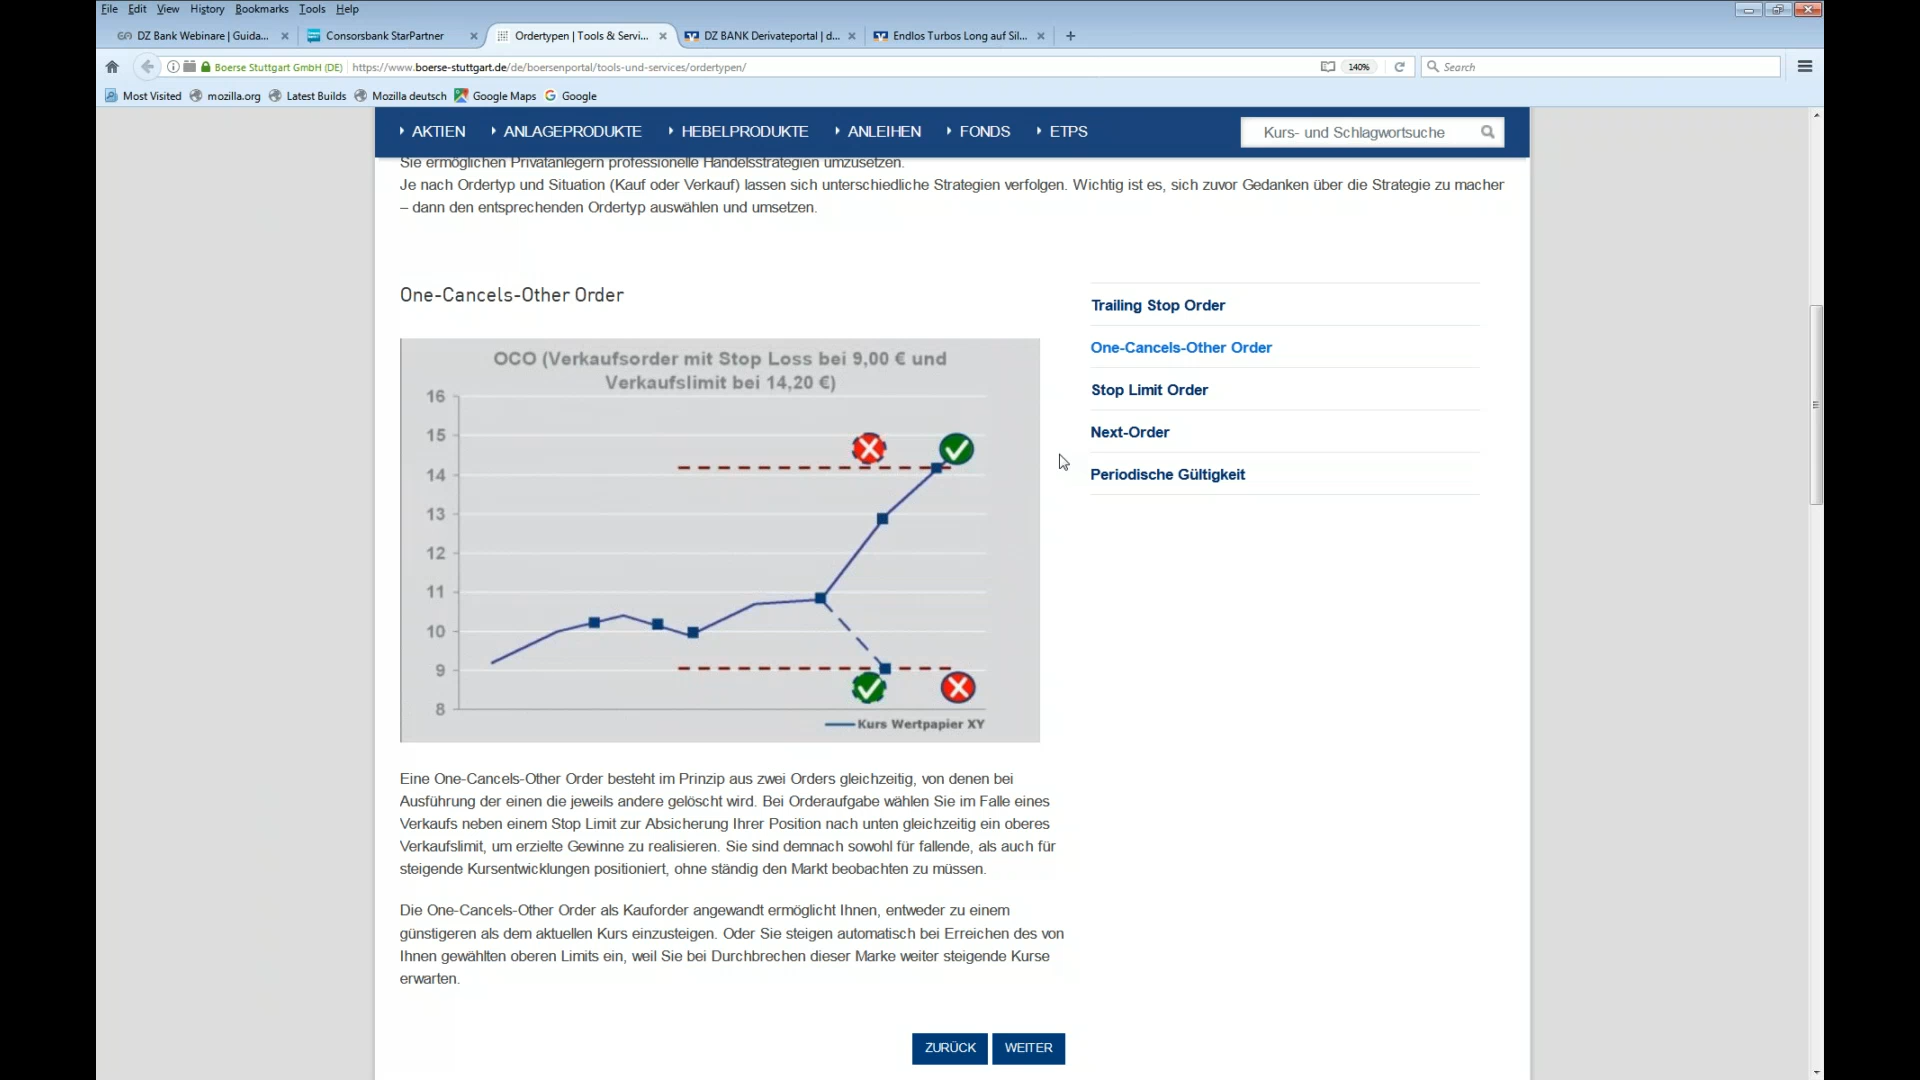 File Edit View History Bookmarks Tools Help
DZ Bank Webinare | Guida... Consorsbank StarPartner Ordertypen | Tools & Servi... DZ BANK Derivateportal | d... Endlos Turbos Long auf Sil...
Boerse Stuttgart GmbH (DE) https://www.boerse-stuttgart.de/de/boersenportal/tools-und-services/ordertypen/ 140% Search
Most Visited mozilla.org Latest Builds Mozilla deutsch Google Maps Google
AKTIEN ANLAGEPRODUKTE HEBELPRODUKTE ANLEIHEN FONDS ETPS Kurs- und Schlagwortsuche
Sie ermöglichen Privatanlegern professionelle Handelsstrategien umzusetzen.
Je nach Ordertyp und Situation (Kauf oder Verkauf) lassen sich unterschiedliche Strategien verfolgen. Wichtig ist es, sich zuvor Gedanken über die Strategie zu macher
– dann den entsprechenden Ordertyp auswählen und umsetzen.
One-Cancels-Other Order
OCO (Verkaufsorder mit Stop Loss bei 9,00 € und
Verkaufslimit bei 14,20 €)
16
15
14
13
12
11
10
9
8
Kurs Wertpapier XY
Trailing Stop Order
One-Cancels-Other Order
Stop Limit Order
Next-Order
Periodische Gültigkeit
Eine One-Cancels-Other Order besteht im Prinzip aus zwei Orders gleichzeitig, von denen bei
Ausführung der einen die jeweils andere gelöscht wird. Bei Orderaufgabe wählen Sie im Falle eines
Verkaufs neben einem Stop Limit zur Absicherung Ihrer Position nach unten gleichzeitig ein oberes
Verkaufslimit, um erzielte Gewinne zu realisieren. Sie sind demnach sowohl für fallende, als auch für
steigende Kursentwicklungen positioniert, ohne ständig den Markt beobachten zu müssen.
Die One-Cancels-Other Order als Kauforder angewandt ermöglicht Ihnen, entweder zu einem
günstigeren als dem aktuellen Kurs einzusteigen. Oder Sie steigen automatisch bei Erreichen des von
Ihnen gewählten oberen Limits ein, weil Sie bei Durchbrechen dieser Marke weiter steigende Kurse
erwarten.
ZURÜCK WEITER